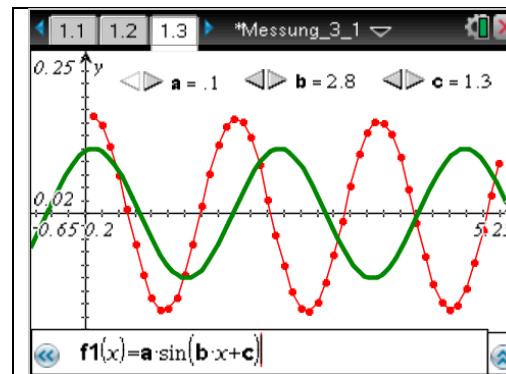 1.1 1.2 1.3 *Messung_3_1
0.25 y
a = .1 b = 2.8 c = 1.3
0.02
-0.65 0.2 5.25
f1(x)=a·sin(b·x+c)